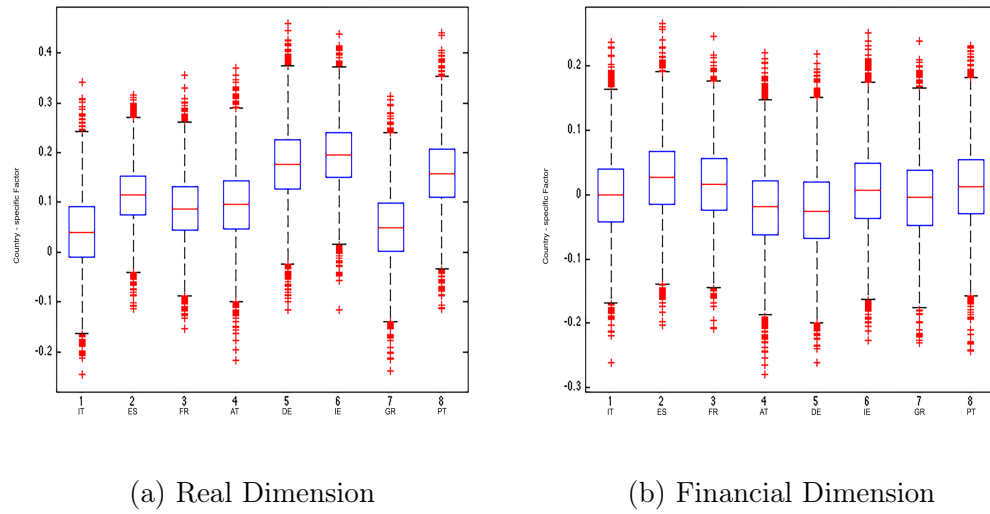 0.4
0.3
0.2
0.1
0
-0.1
-0.2
Country - specific Factor
1 2 3 4 5 6 7 8
IT ES FR AT DE IE GR PT
(a) Real Dimension
0.2
0.1
0
-0.1
-0.2
-0.3
Country - specific Factor
1 2 3 4 5 6 7 8
IT ES FR AT DE IE GR PT
(b) Financial Dimension